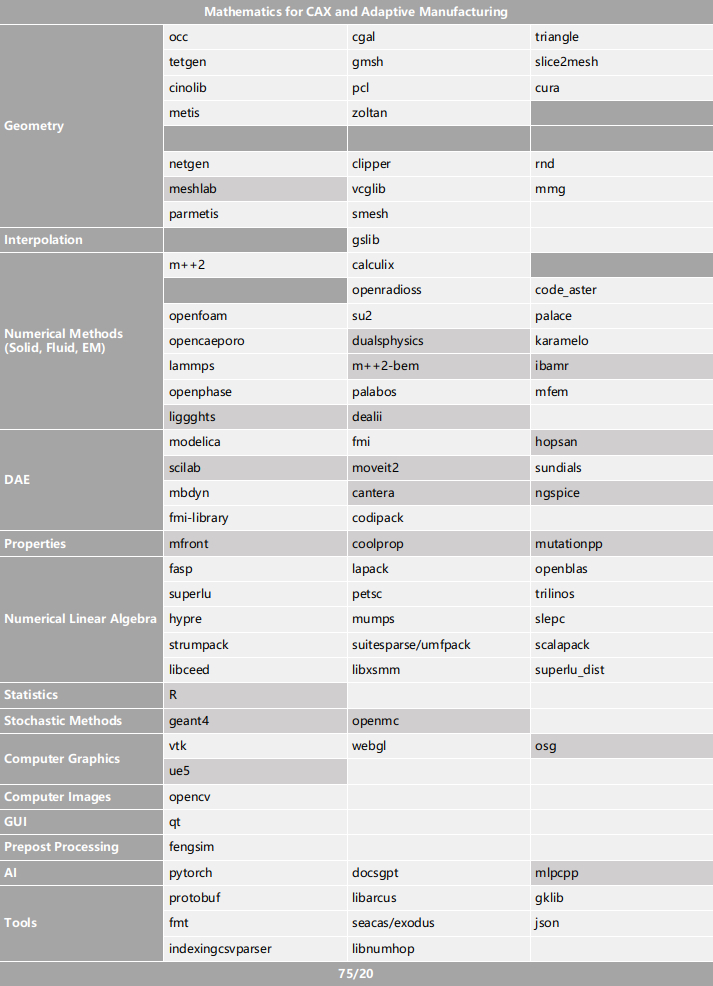 Mathematics for CAX and Adaptive Manufacturing
Geometry
occ cgal triangle
tetgen gmsh slice2mesh
cinolib pcl cura
metis zoltan
netgen clipper rnd
meshlab vcglib mmg
parmetis smesh
Interpolation gslib
Numerical Methods
(Solid, Fluid, EM)
m++2 calculix
openradioss code_aster
openfoam su2 palace
opencaeporo dualsphysics karamelo
lammps m++2-bem ibamr
openphase palabos mfem
liggghts dealii
DAE
modelica fmi hopsan
scilab moveit2 sundials
mbdyn cantera ngspice
fmi-library codipack
Properties mfront coolprop mutationpp
Numerical Linear Algebra
fasp lapack openblas
superlu petsc trilinos
hypre mumps slepc
strumpack suitesparse/umfpack scalapack
libceed libxsmm superlu_dist
Statistics R
Stochastic Methods geant4 openmc
Computer Graphics
vtk webgl osg
ue5
Computer Images opencv
GUI qt
Prepost Processing fengsim
AI pytorch docsgpt mlpcpp
Tools
protobuf libarcus gklib
fmt seacas/exodus json
indexingcsvparser libnumhop
75/20